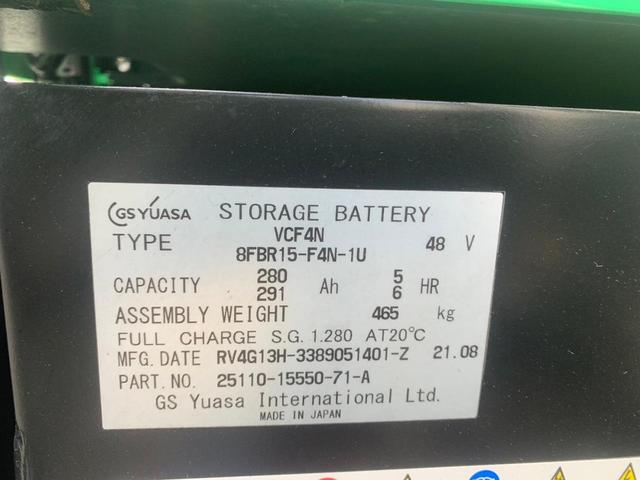 GS YUASA STORAGE BATTERY
TYPE VCF4N 48 V
8FBR15-F4N-1U
CAPACITY 280 Ah 5 HR
291 6
ASSEMBLY WEIGHT 465 kg
FULL CHARGE S.G. 1.280 AT20℃
MFG. DATE RV4G13H-3389051401-Z 21.08
PART. NO. 25110-15550-71-A
GS Yuasa International Ltd.
MADE IN JAPAN